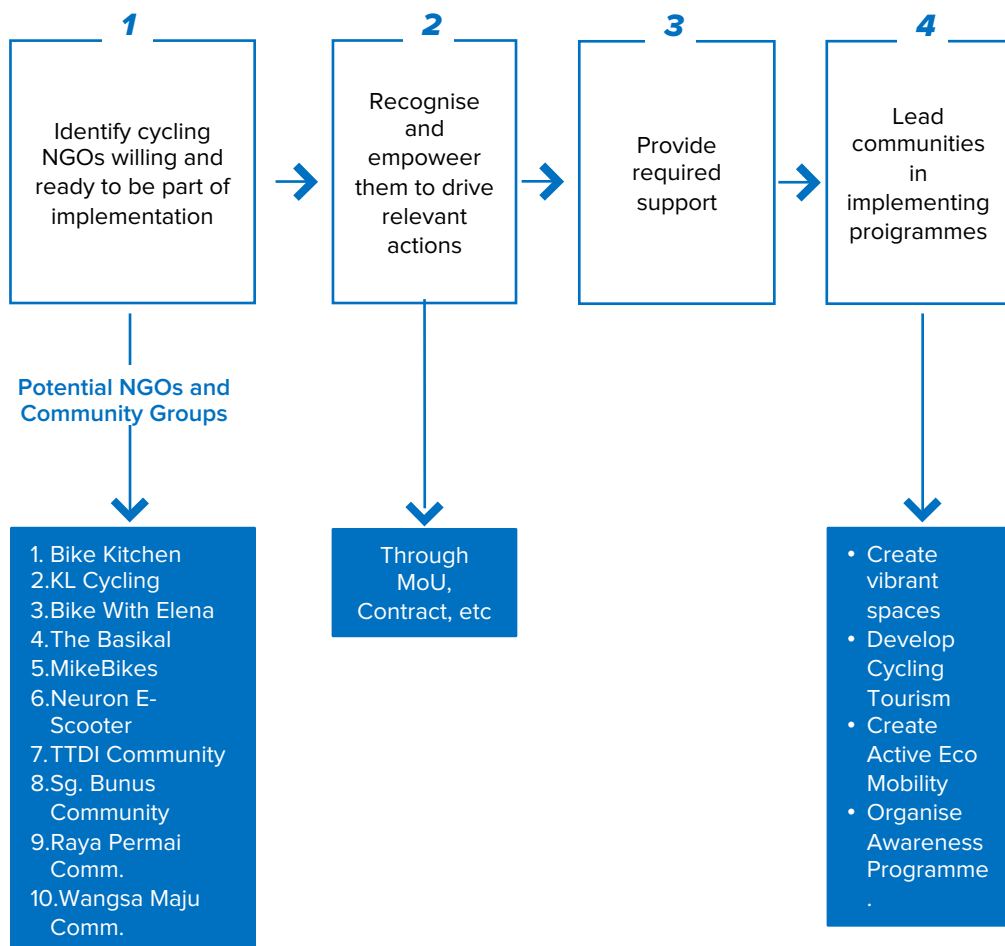 1
Identify cycling
NGOs willing and
ready to be part of
implementation
2
Recognise
and
empoweer
them to drive
relevant
actions
3
Provide
required
support
4
Lead
communities
in
implementing
proigrammes
Potential NGOs and
Community Groups
1. Bike Kitchen
2.KL Cycling
3.Bike With Elena
4.The Basikal
5.MikeBikes
6.Neuron E-
Scooter
7.TTDI Community
8.Sg. Bunus
Community
9.Raya Permai
Comm.
10.Wangsa Maju
Comm.
Through
MoU,
Contract, etc
• Create
vibrant
spaces
• Develop
Cycling
Tourism
• Create
Active Eco
Mobility
• Organise
Awareness
Programme
.